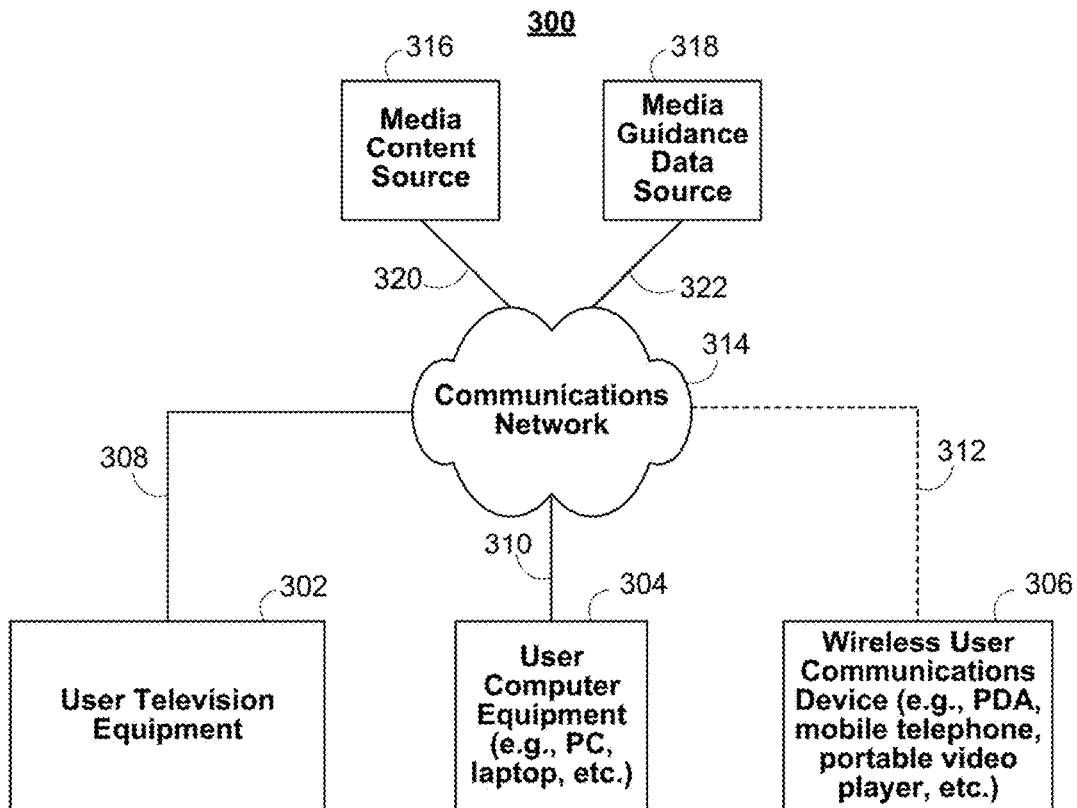 300
316
318
Media
Content
Source
Media
Guidance
Data
Source
320
322
314
Communications
Network
308
312
310
302
304
306
User Television
Equipment
User
Computer
Equipment
(e.g., PC,
laptop, etc.)
Wireless User
Communications
Device (e.g., PDA,
mobile telephone,
portable video
player, etc.)